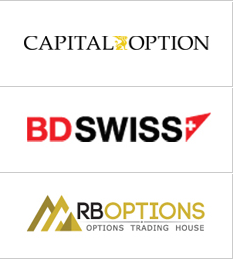 CAPITAL OPTION
BDSWISS
RBOPTIONS
OPTIONS TRADING HOUSE